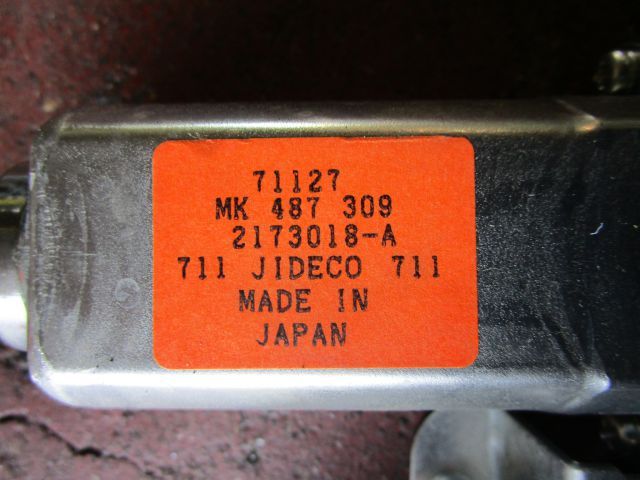 71127
MK 487 309
2173018-A
711 JIDECO 711
MADE IN
JAPAN